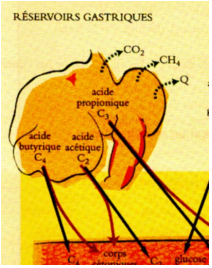 RÉSERVOIRS GASTRIQUES
CO₂
CH₄
Q
acide
propionique
C₃
acide
butyrique
C₄
acide
acétique
C₂
corps
glucose